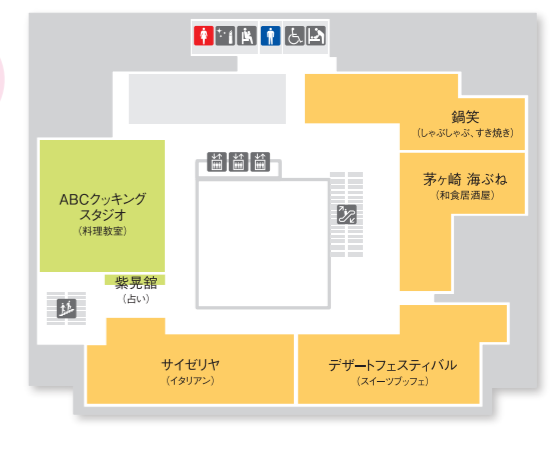 鍋笑
(しゃぶしゃぶ、すき焼き)
茅ヶ崎 海ぶね
(和食居酒屋)
ABCクッキング
スタジオ
(料理教室)
紫晃舘
(占い)
サイゼリヤ
(イタリアン)
デザートフェスティバル
(スイーツブッフェ)